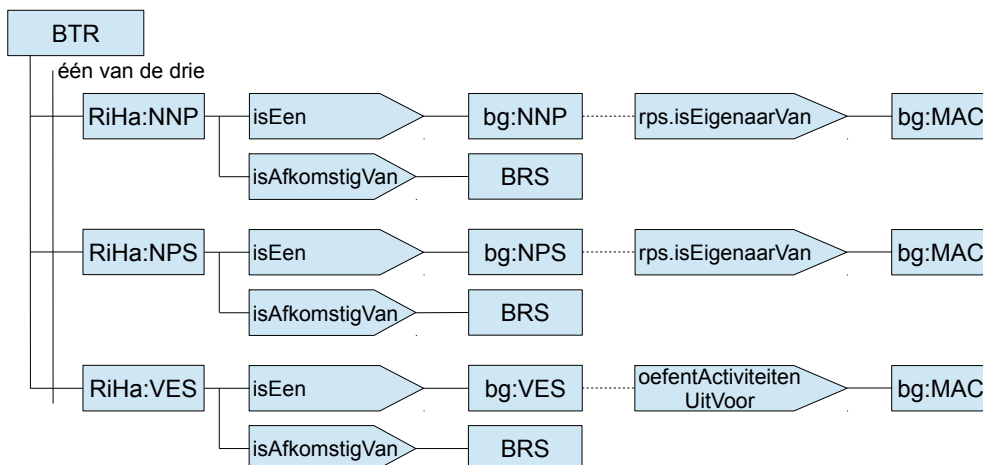 BTR
één van de drie
RiHa:NNP
isEen
bg:NNP
rps.isEigenaarVan
bg:MAC
isAfkomstigVan
BRS
RiHa:NPS
isEen
bg:NPS
rps.isEigenaarVan
bg:MAC
isAfkomstigVan
BRS
RiHa:VES
isEen
bg:VES
oefentActiviteiten
UitVoor
bg:MAC
isAfkomstigVan
BRS